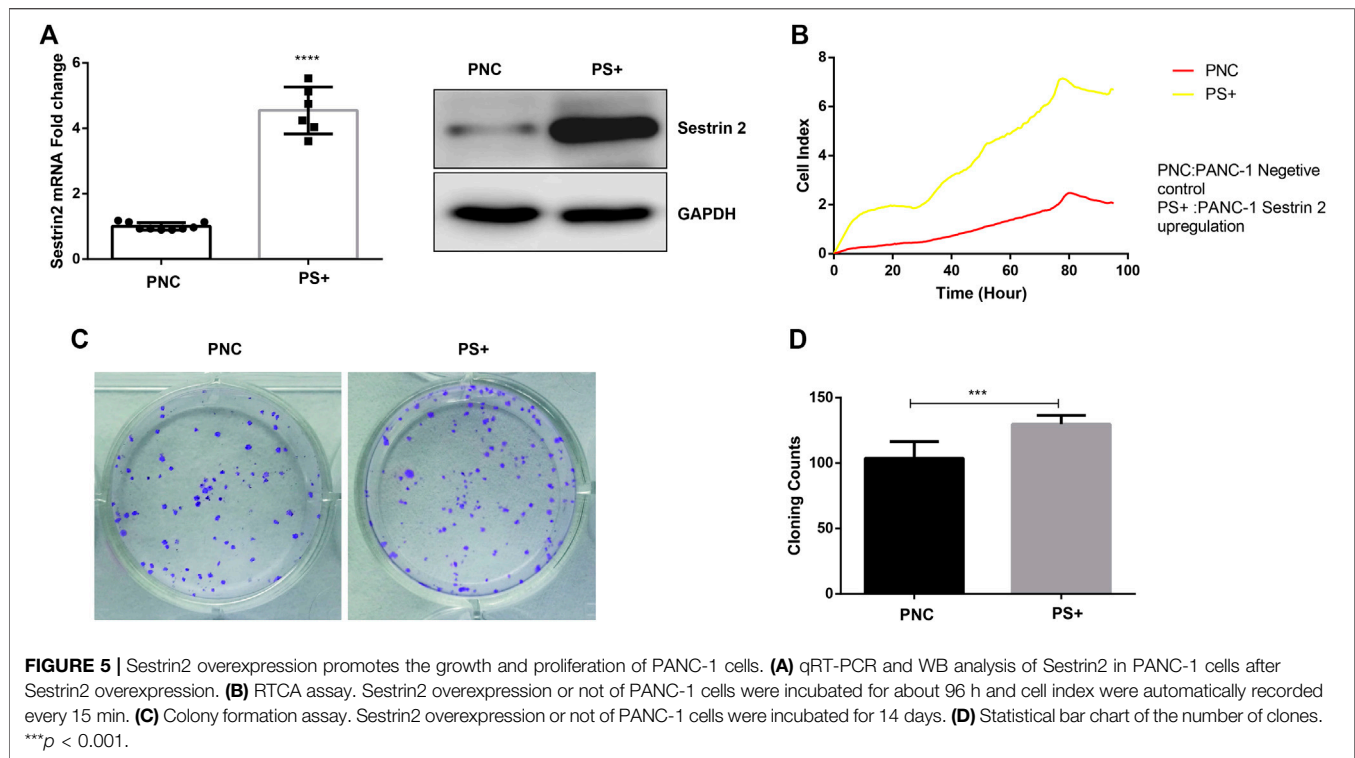 A
Sestrin2 mRNA Fold change
6
4
2
0
****
PNC
PS+
PNC
PS+
Sestrin 2
GAPDH
B
Cell Index
8
6
4
2
0
0
20
40
60
80
100
Time (Hour)
PNC
PS+
PNC:PANC-1 Negetive
control
PS+ :PANC-1 Sestrin 2
upregulation
C
PNC
PS+
D
Cloning Counts
150
100
50
0
***
PNC
PS+
FIGURE 5 | Sestrin2 overexpression promotes the growth and proliferation of PANC-1 cells. (A) qRT-PCR and WB analysis of Sestrin2 in PANC-1 cells after
Sestrin2 overexpression. (B) RTCA assay. Sestrin2 overexpression or not of PANC-1 cells were incubated for about 96 h and cell index were automatically recorded
every 15 min. (C) Colony formation assay. Sestrin2 overexpression or not of PANC-1 cells were incubated for 14 days. (D) Statistical bar chart of the number of clones.
***p < 0.001.